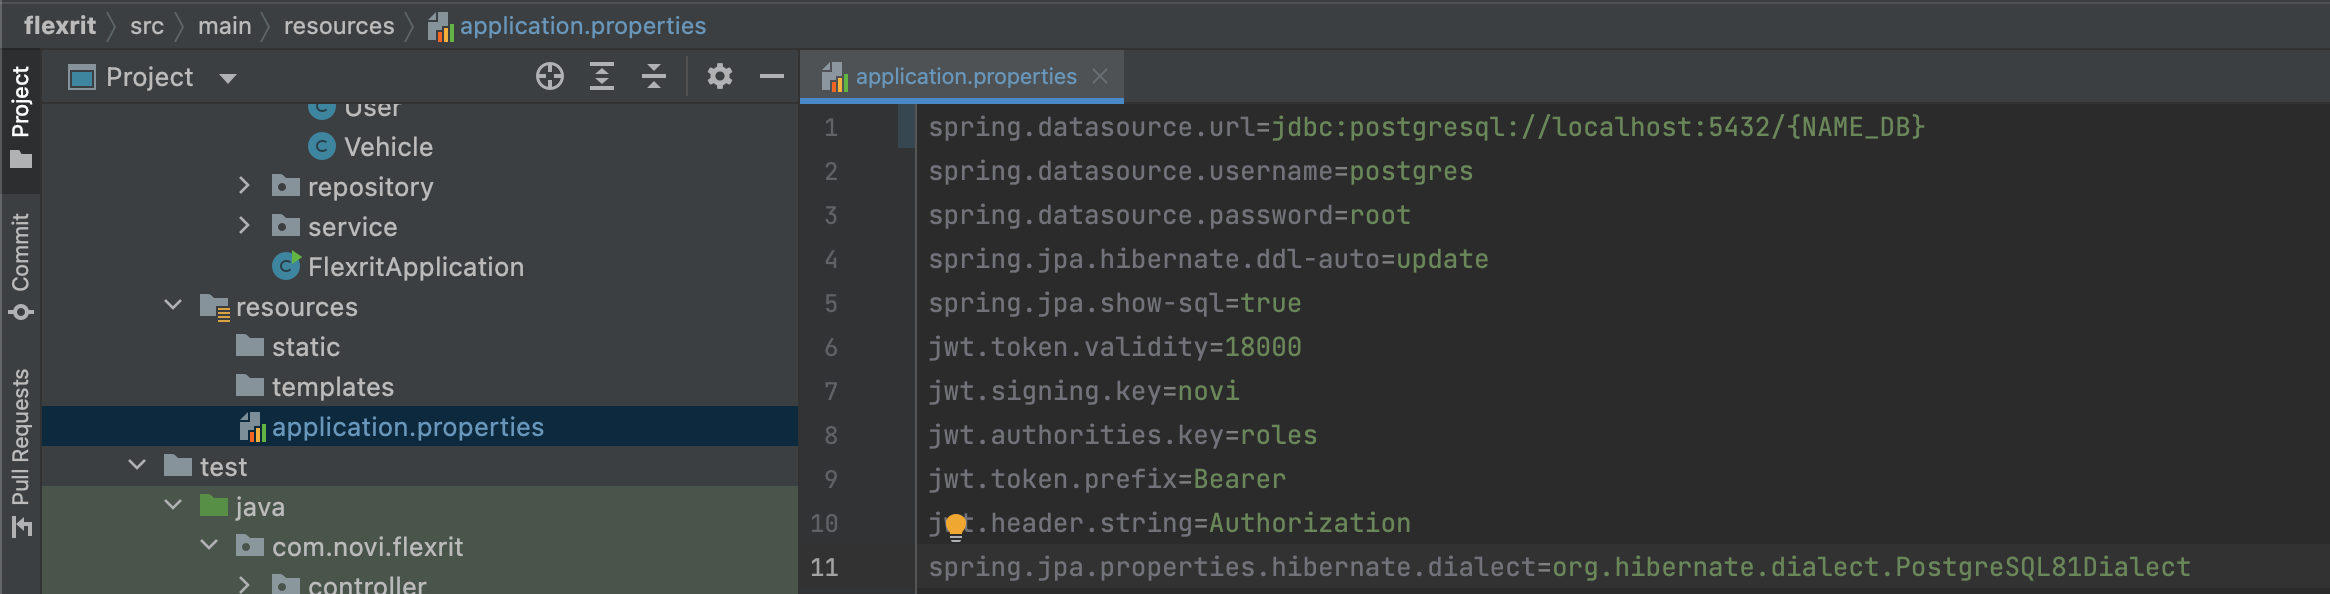 flexrit src main resources application.properties
Project
Commit
Pull Requests
Project
User
Vehicle
repository
service
FlexritApplication
resources
static
templates
application.properties
test
java
com.novi.flexrit
controller
application.properties
1 spring.datasource.url=jdbc:postgresql://localhost:5432/{NAME_DB}
2 spring.datasource.username=postgres
3 spring.datasource.password=root
4 spring.jpa.hibernate.ddl-auto=update
5 spring.jpa.show-sql=true
6 jwt.token.validity=18000
7 jwt.signing.key=novi
8 jwt.authorities.key=roles
9 jwt.token.prefix=Bearer
10 jwt.header.string=Authorization
11 spring.jpa.properties.hibernate.dialect=org.hibernate.dialect.PostgreSQL81Dialect